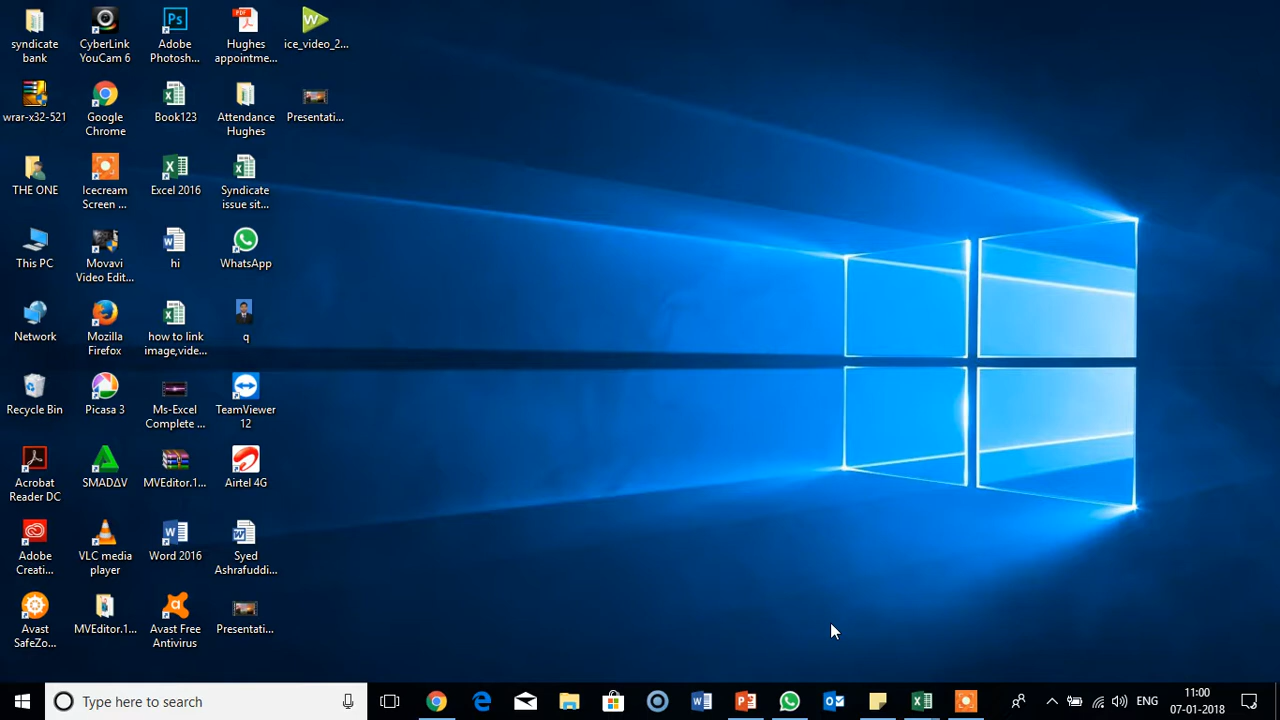 syndicate
bank
CyberLink
YouCam 6
Adobe
Photosh...
Hughes
appointme...
ice_video_2...
wrar-x32-521
Google
Chrome
Book123
Attendance
Hughes
Presentati...
THE ONE
Icecream
Screen ...
Excel 2016
Syndicate
issue sit...
This PC
Movavi
Video Edit...
hi
WhatsApp
Network
Mozilla
Firefox
how to link
image,vide...
q
Recycle Bin
Picasa 3
Ms-Excel
Complete ...
TeamViewer
12
Acrobat
Reader DC
SMADΔV
MVEditor.1...
Airtel 4G
Adobe
Creati...
VLC media
player
Word 2016
Syed
Ashrafuddi...
Avast
SafeZo...
MVEditor.1...
Avast Free
Antivirus
Presentati...
Type here to search
ENG
11:00
07-01-2018